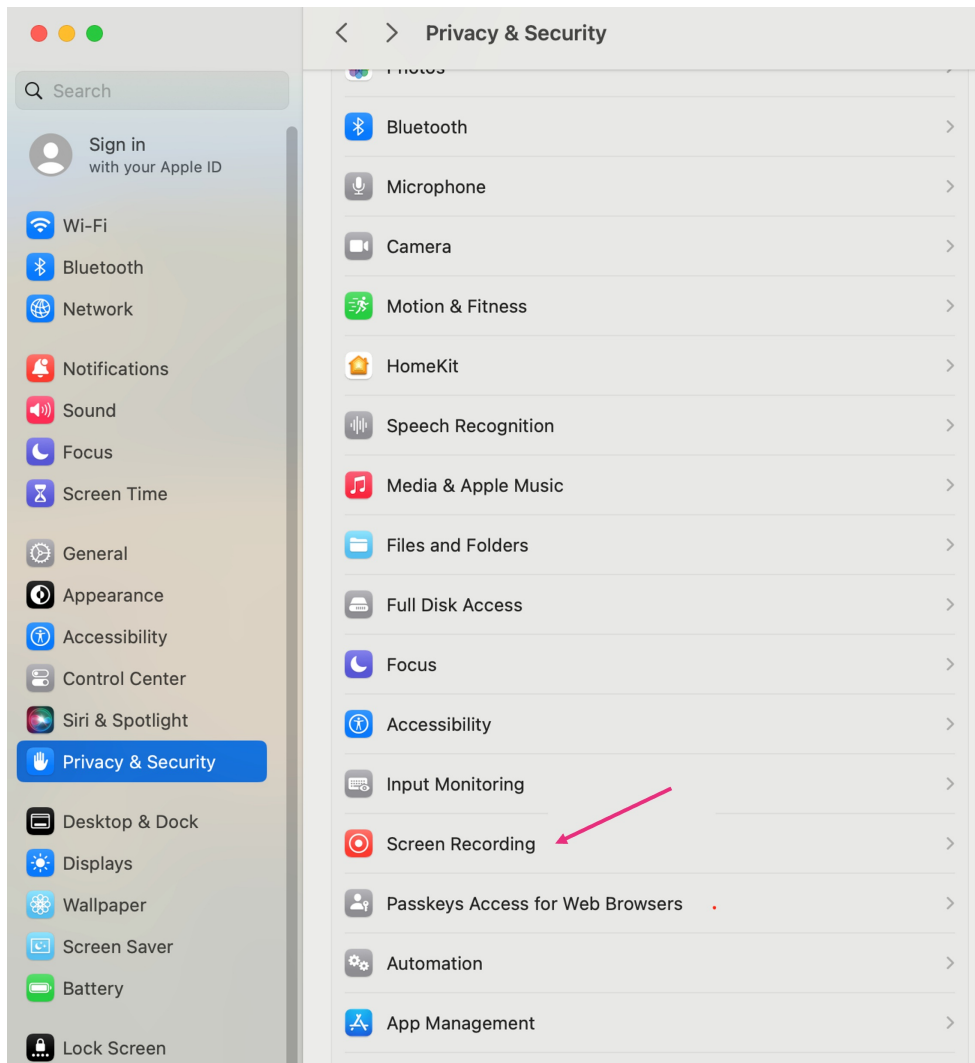 Privacy & Security
Search
Sign in
with your Apple ID
Wi-Fi
Bluetooth
Network
Notifications
Sound
Focus
Screen Time
General
Appearance
Accessibility
Control Center
Siri & Spotlight
Privacy & Security
Desktop & Dock
Displays
Wallpaper
Screen Saver
Battery
Lock Screen
Photos
Bluetooth
Microphone
Camera
Motion & Fitness
HomeKit
Speech Recognition
Media & Apple Music
Files and Folders
Full Disk Access
Focus
Accessibility
Input Monitoring
Screen Recording
Passkeys Access for Web Browsers
Automation
App Management